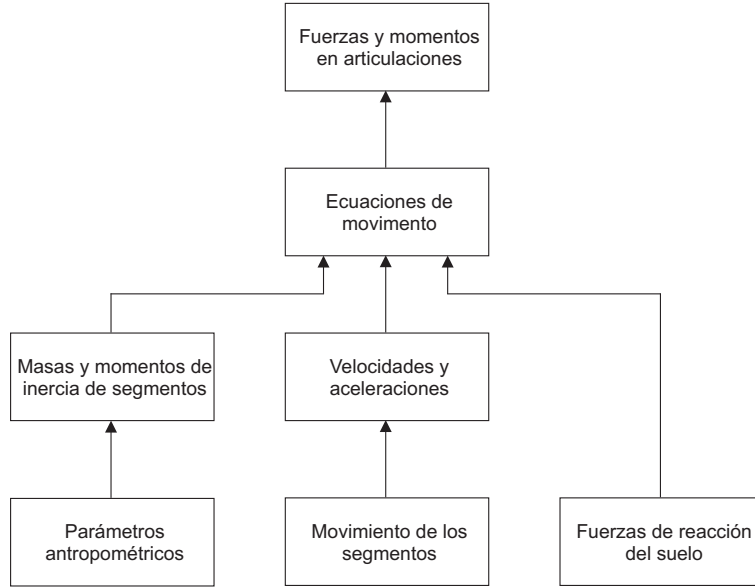 Fuerzas y momentos
en articulaciones
Ecuaciones de
movimento
Masas y momentos de
inercia de segmentos
Velocidades y
aceleraciones
Parámetros
antropométricos
Movimiento de los
segmentos
Fuerzas de reacción
del suelo